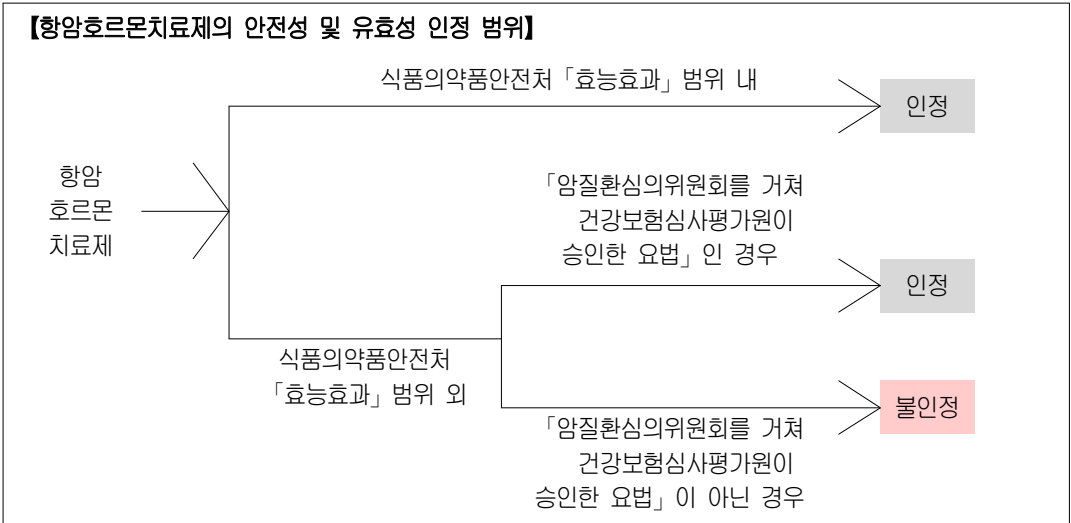 【항암호르몬치료제의 안전성 및 유효성 인정 범위】
식품의약품안전처「효능효과」범위 내
인정
항암
호르몬
치료제
「암질환심의위원회를 거쳐
건강보험심사평가원이
승인한 요법」인 경우
인정
식품의약품안전처
「효능효과」범위 외
불인정
「암질환심의위원회를 거쳐
건강보험심사평가원이
승인한 요법」이 아닌 경우